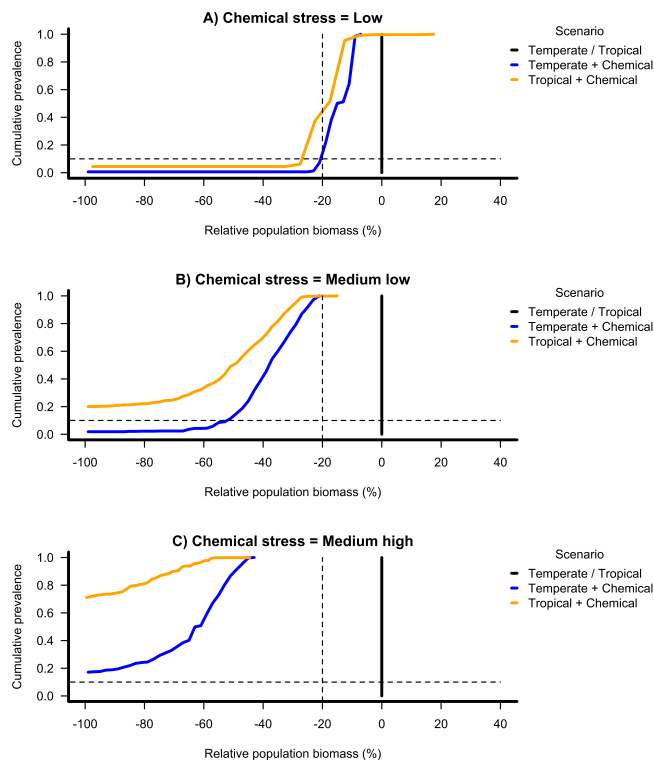 A) Chemical stress = Low
Cumulative prevalence
1.0
0.8
0.6
0.4
0.2
0.0
-100 -80 -60 -40 -20 0 20 40
Relative population biomass (%)
Scenario
Temperate / Tropical
Temperate + Chemical
Tropical + Chemical
B) Chemical stress = Medium low
Cumulative prevalence
1.0
0.8
0.6
0.4
0.2
0.0
-100 -80 -60 -40 -20 0 20 40
Relative population biomass (%)
Scenario
Temperate / Tropical
Temperate + Chemical
Tropical + Chemical
C) Chemical stress = Medium high
Cumulative prevalence
1.0
0.8
0.6
0.4
0.2
0.0
-100 -80 -60 -40 -20 0 20 40
Relative population biomass (%)
Scenario
Temperate / Tropical
Temperate + Chemical
Tropical + Chemical